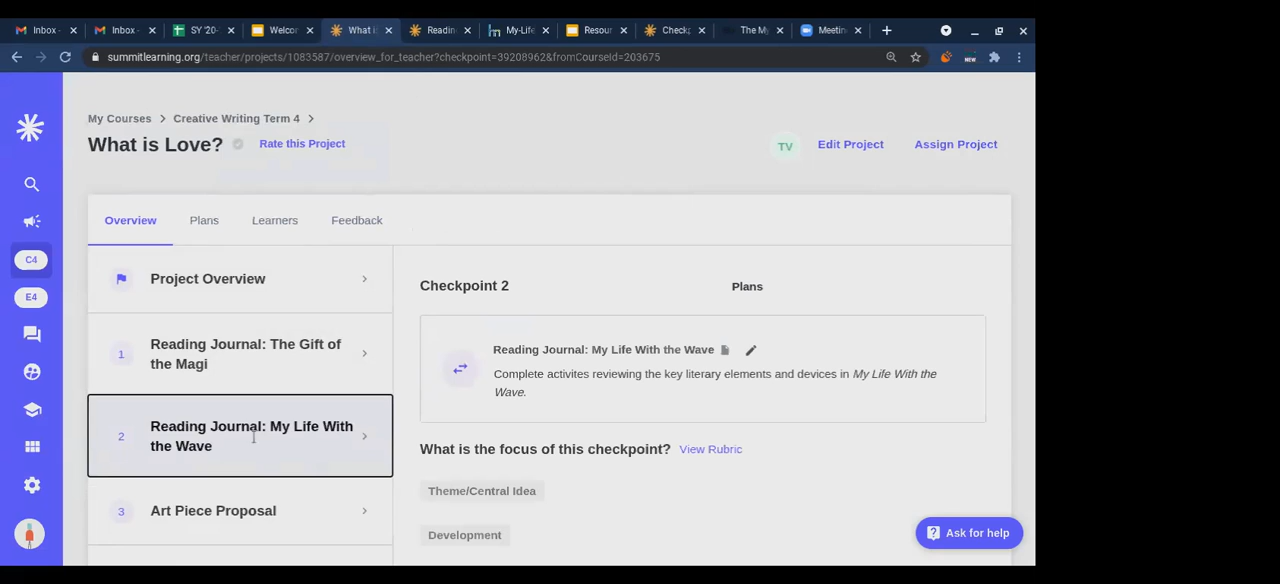 Inbox -
Inbox -
SY '20-
Welcom
What is
Readin
My-Life
Resour
Checkp
The My
Meetin
summitlearning.org/teacher/projects/1083587/overview_for_teacher?checkpoint=39208962&fromCourseId=203675
NEW
My Courses > Creative Writing Term 4 >
What is Love?
Rate this Project
TV
Edit Project
Assign Project
C4
E4
Overview
Plans
Learners
Feedback
Project Overview
1
Reading Journal: The Gift of
the Magi
2
Reading Journal: My Life With
the Wave
3
Art Piece Proposal
Checkpoint 2
Plans
Reading Journal: My Life With the Wave
Complete activites reviewing the key literary elements and devices in My Life With the
Wave.
What is the focus of this checkpoint?
View Rubric
Theme/Central Idea
Development
Ask for help